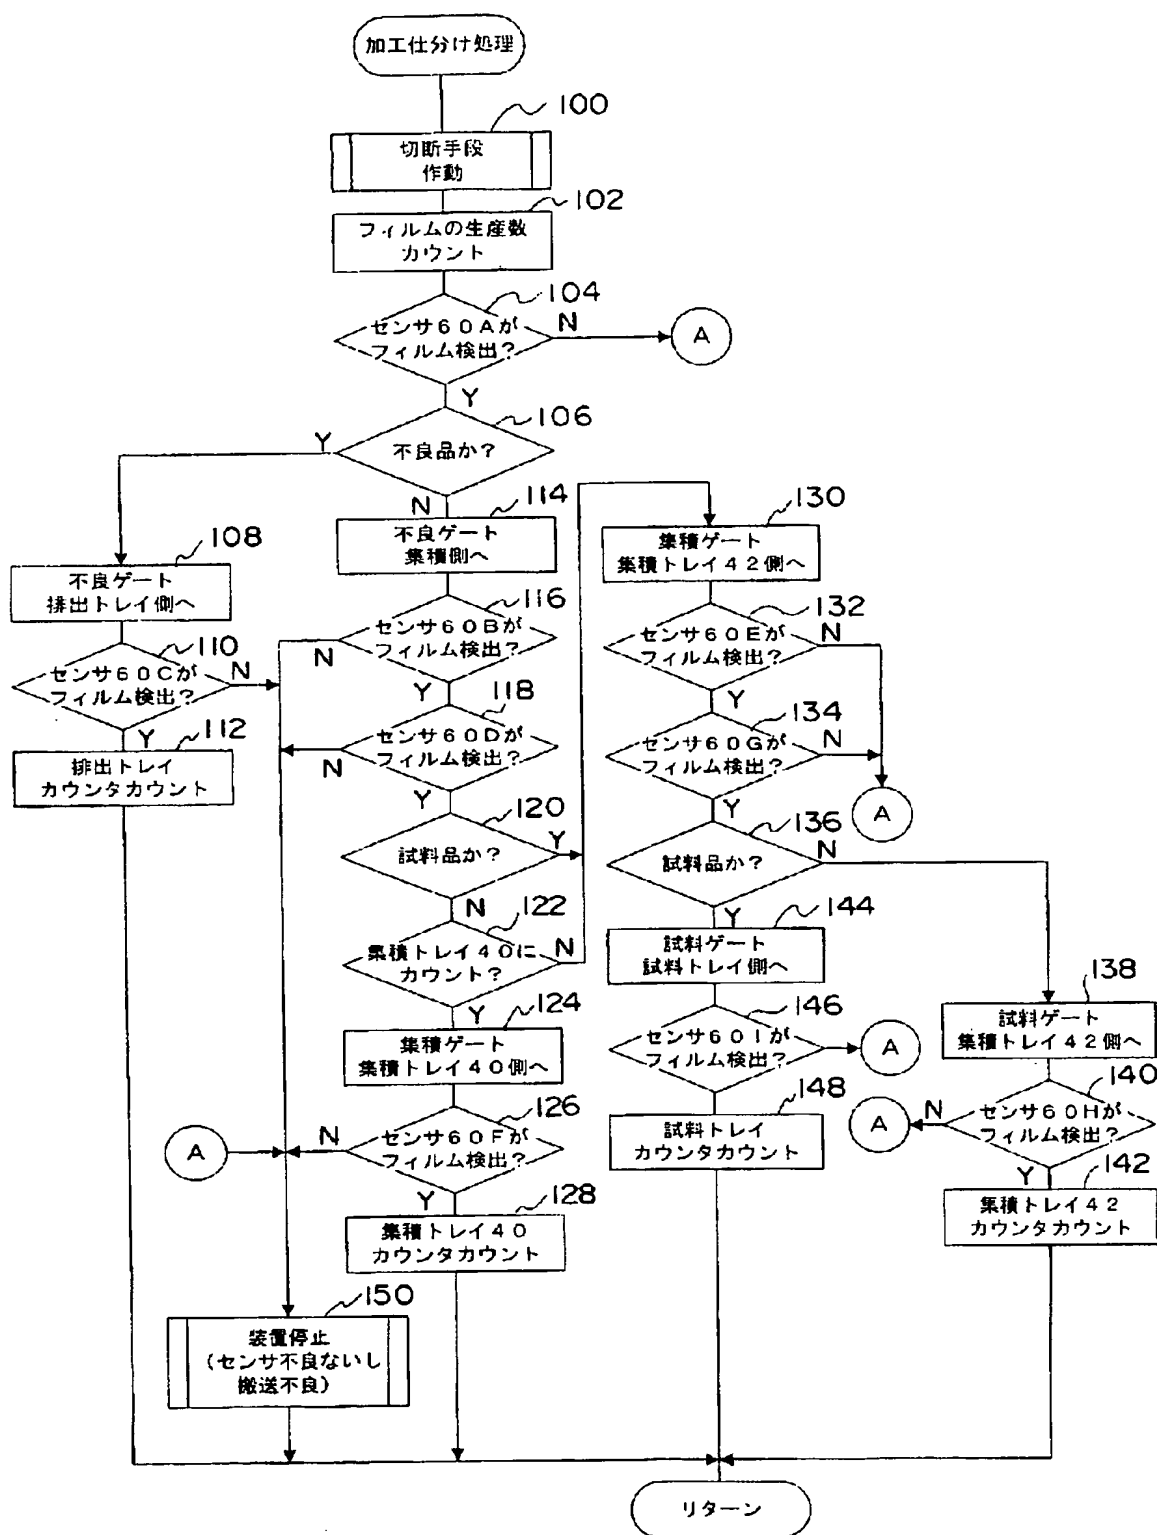 加工仕分け処理
100
切断手段
作動
102
フィルムの生産数
カウント
104
センサ60Aが
フィルム検出?
N
A
Y
106
不良品か?
Y
N
108
不良ゲート
排出トレイ側へ
110
センサ60Cが
フィルム検出?
N
Y
112
排出トレイ
カウンタカウント
114
不良ゲート
集積側へ
116
センサ60Bが
フィルム検出?
N
Y
118
センサ60Dが
フィルム検出?
N
Y
120
試料品か?
Y
N
122
集積トレイ40に
カウント?
N
Y
124
集積ゲート
集積トレイ40側へ
126
センサ60Fが
フィルム検出?
N
A
Y
128
集積トレイ40
カウンタカウント
130
集積ゲート
集積トレイ42側へ
132
センサ60Eが
フィルム検出?
N
Y
134
センサ60Gが
フィルム検出?
N
A
Y
136
試料品か?
N
Y
144
試料ゲート
試料トレイ側へ
146
センサ60Iが
フィルム検出?
A
148
試料トレイ
カウンタカウント
138
試料ゲート
集積トレイ42側へ
140
センサ60Hが
フィルム検出?
N
A
Y
142
集積トレイ42
カウンタカウント
150
装置停止
(センサ不良ないし
搬送不良)
リターン